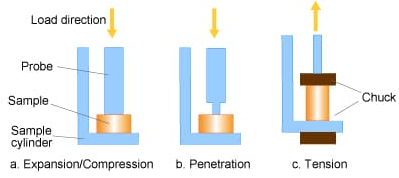 Load direction
Probe
Sample
Sample
cylinder
Chuck
a. Expansion/Compression
b. Penetration
c. Tension